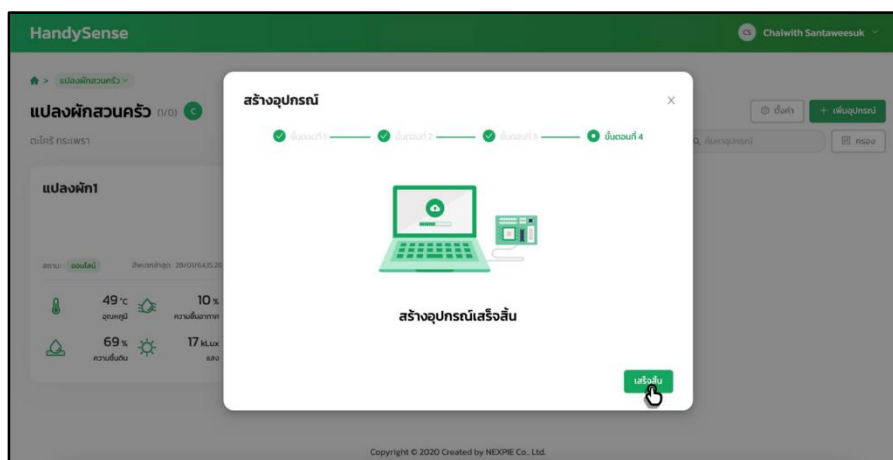 HandySense
CS Chalwith Santaweesuk
> แปลงผักสวนครัว
แปลงผักสวนครัว (1/0) C
ตั้งค่า
+ เพิ่มอุปกรณ์
ตะไคร้ กระเพรา
ค้นหาอุปกรณ์
กรอง
สร้างอุปกรณ์
ขั้นตอนที่ 1
ขั้นตอนที่ 2
ขั้นตอนที่ 3
ขั้นตอนที่ 4
สร้างอุปกรณ์เสร็จสิ้น
เสร็จสิ้น
แปลงผัก1
สถานะ: ออนไลน์
49 °C
อุณหภูมิ
10 %
ความชื้นอากาศ
69 %
ความชื้นดิน
17 kLux
แสง
Copyright © 2020 Created by NEXPIE Co., Ltd.